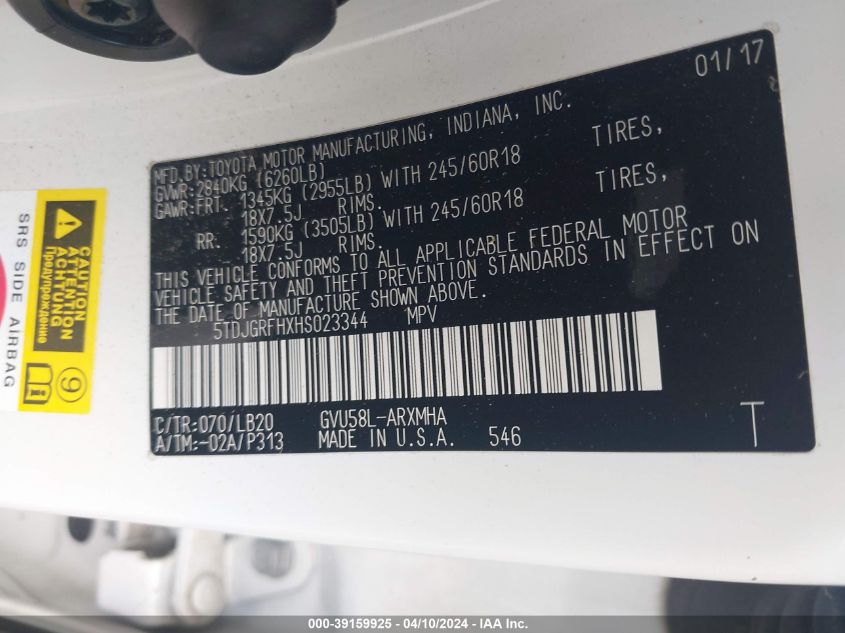 01/17
MFD.BY:TOYOTA MOTOR MANUFACTURING, INDIANA, INC.
GVWR:2840KG (6260LB)
GAWR:FRT. 1345KG (2955LB) WITH 245/60R18 TIRES,
18X7.5J RIMS.
RR. 1590KG (3505LB) WITH 245/60R18 TIRES,
18X7.5J RIMS.
THIS VEHICLE CONFORMS TO ALL APPLICABLE FEDERAL MOTOR
VEHICLE SAFETY AND THEFT PREVENTION STANDARDS IN EFFECT ON
THE DATE OF MANUFACTURE SHOWN ABOVE.
5TDJGRFHXHS023344 MPV
C/TR:070/LB20 GVU58L-ARXMHA
A/TM:-02A/P313 MADE IN U.S.A. 546 T
SRS SIDE AIRBAG
CAUTION
ATTENTION
ACHTUNG
Предупреждение
9
000-39159925 - 04/10/2024 - IAA Inc.